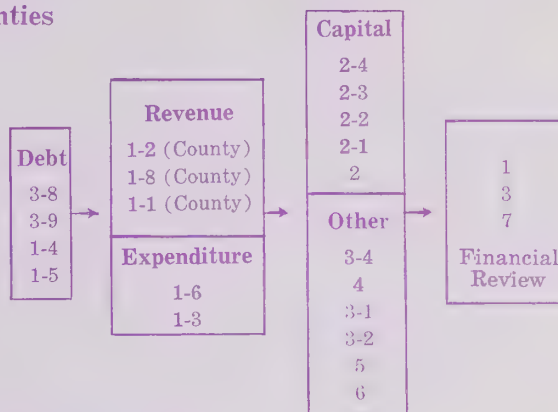 nties
Debt
3-8
3-9
1-4
1-5
Revenue
1-2 (County)
1-8 (County)
1-1 (County)
Expenditure
1-6
1-3
Capital
2-4
2-3
2-2
2-1
2
Other
3-4
4
3-1
3-2
5
6
1
3
7
Financial
Review